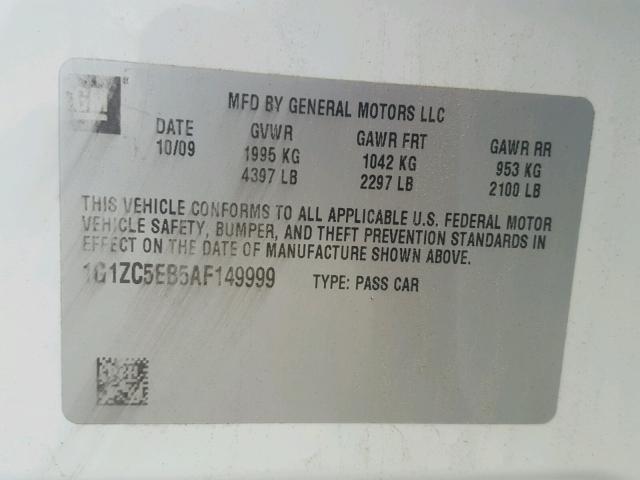 GM ®
MFD BY GENERAL MOTORS LLC
DATE GVWR GAWR FRT GAWR RR
10/09 1995 KG 1042 KG 953 KG
4397 LB 2297 LB 2100 LB
THIS VEHICLE CONFORMS TO ALL APPLICABLE U.S. FEDERAL MOTOR
VEHICLE SAFETY, BUMPER, AND THEFT PREVENTION STANDARDS IN
EFFECT ON THE DATE OF MANUFACTURE SHOWN ABOVE.
1G1ZC5EB5AF149999 TYPE: PASS CAR